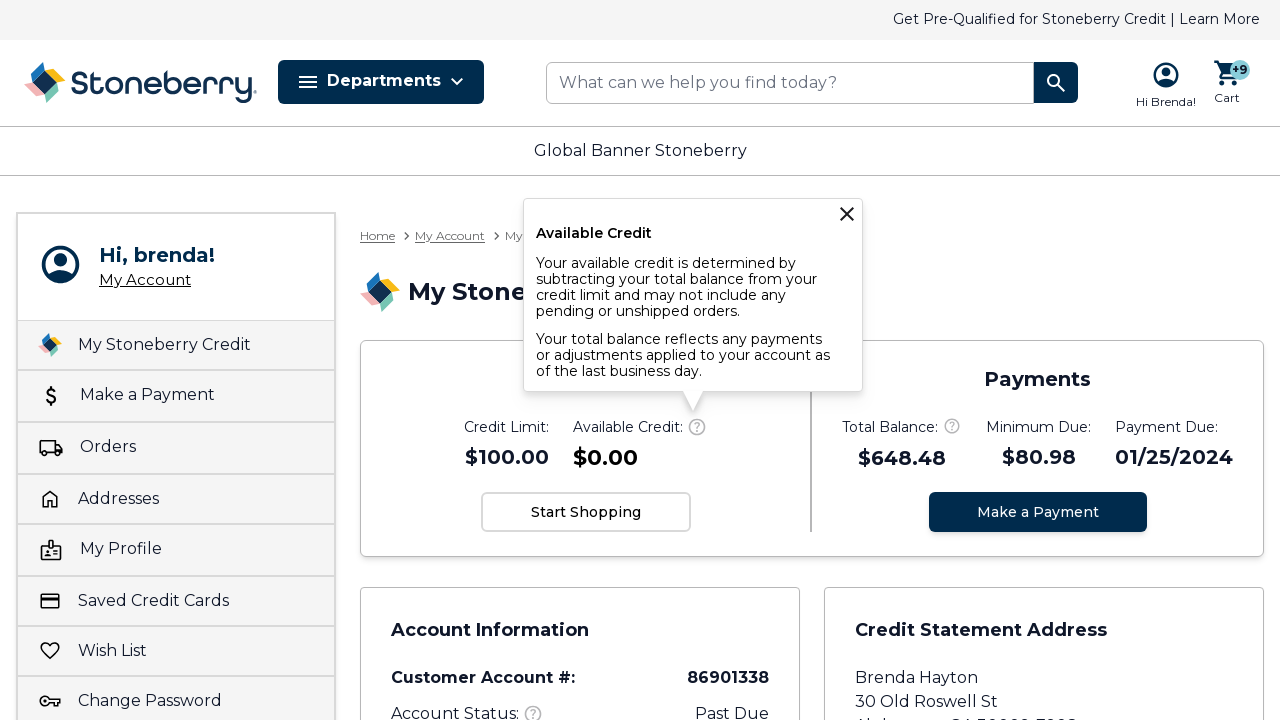 Get Pre-Qualified for Stoneberry Credit | Learn More
Stoneberry
Departments
What can we help you find today?
Hi Brenda!
+9
Cart
Global Banner Stoneberry
Hi, brenda!
My Account
My Stoneberry Credit
Make a Payment
Orders
Addresses
My Profile
Saved Credit Cards
Wish List
Change Password
Home > My Account > My
My Stone
Available Credit
Your available credit is determined by
subtracting your total balance from your
credit limit and may not include any
pending or unshipped orders.
Your total balance reflects any payments
or adjustments applied to your account as
of the last business day.
Credit Limit:
$100.00
Available Credit:
$0.00
Start Shopping
Payments
Total Balance:
$648.48
Minimum Due:
$80.98
Payment Due:
01/25/2024
Make a Payment
Account Information
Customer Account #: 86901338
Account Status: Past Due
Credit Statement Address
Brenda Hayton
30 Old Roswell St